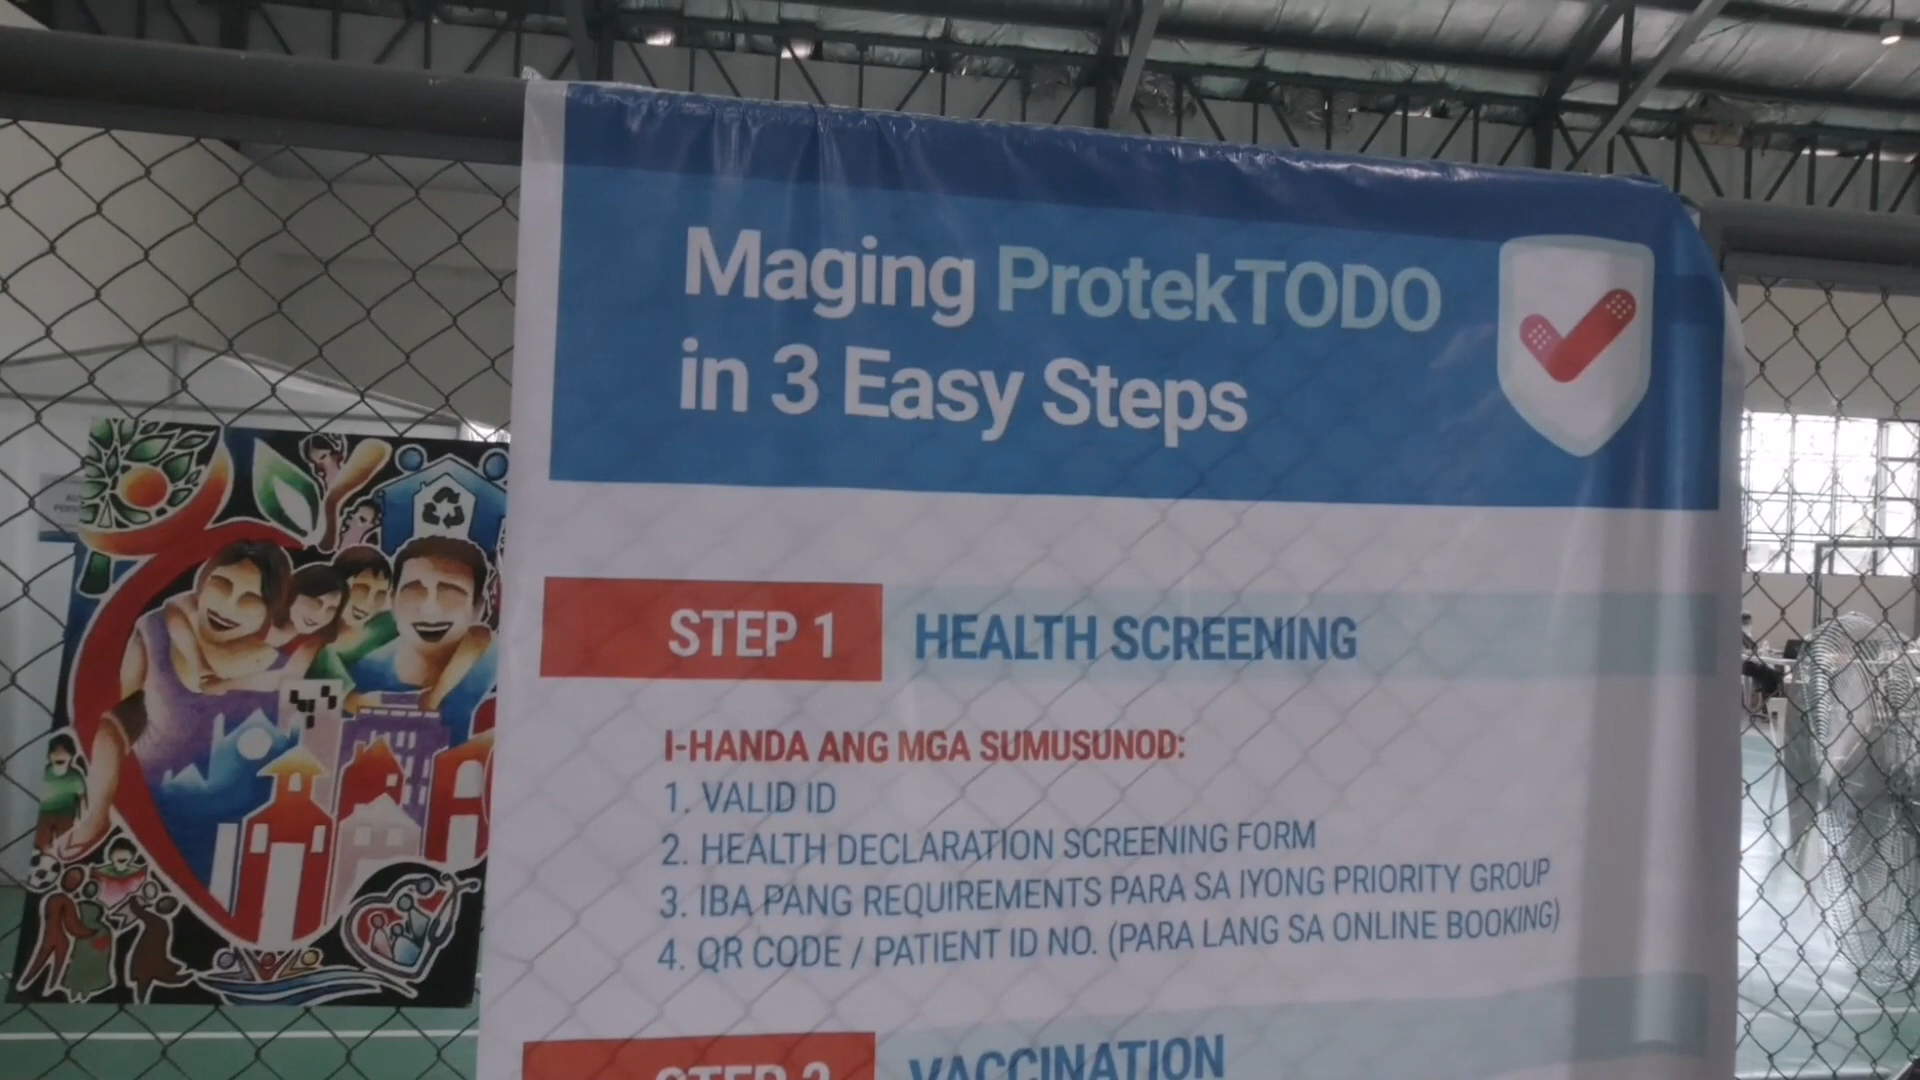 Maging ProtekTODO
in 3 Easy Steps
STEP 1 HEALTH SCREENING
I-HANDA ANG MGA SUMUSUNOD:
1. VALID ID
2. HEALTH DECLARATION SCREENING FORM
3. IBA PANG REQUIREMENTS PARA SA IYONG PRIORITY GROUP
4. QR CODE / PATIENT ID NO. (PARA LANG SA ONLINE BOOKING)
STEP 2 VACCINATION